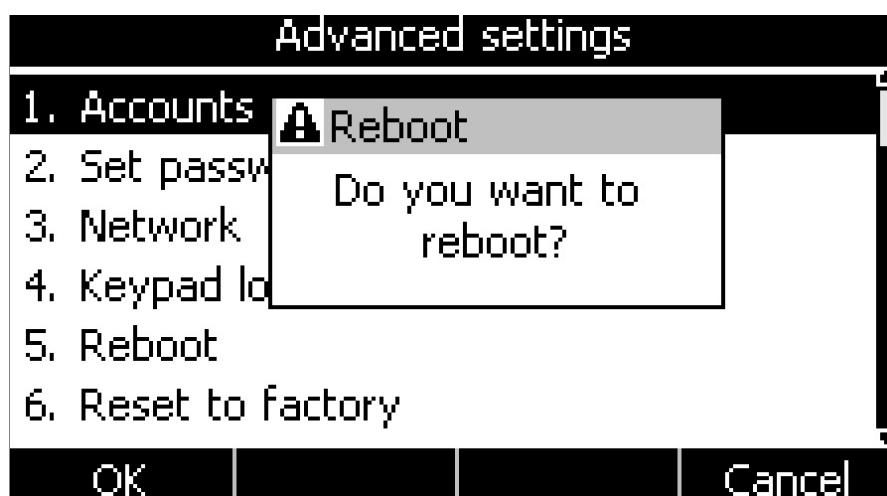 Advanced settings
1. Accounts
2. Set passw
3. Network
4. Keypad lo
5. Reboot
6. Reset to factory
Reboot
Do you want to
reboot?
OK
Cancel